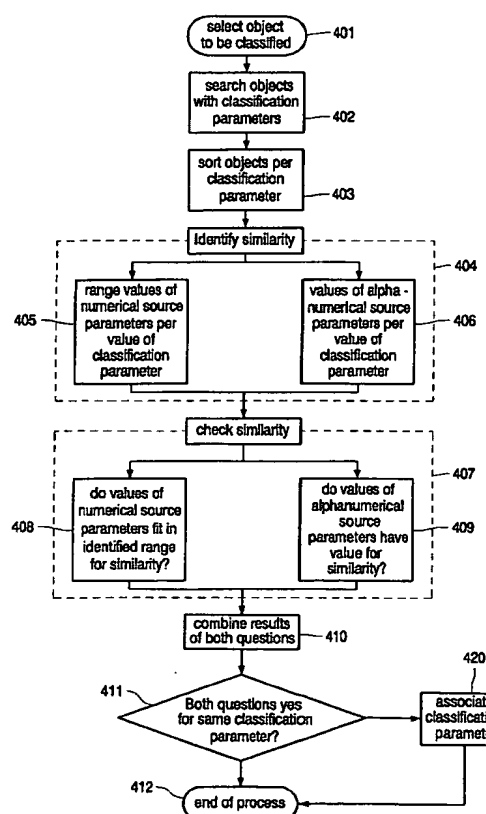 select object
to be classified
401
search objects
with classification
parameters
402
sort objects per
classification
parameter
403
Identify similarity
404
range values of
numerical source
parameters per
value of
classification
parameter
405
values of alpha -
numerical source
parameters per
value of
classification
parameter
406
check similarity
407
do values of
numerical source
parameters fit in
identified range
for similarity?
408
do values of
alphanumerical
source
parameters have
value for
similarity?
409
combine results
of both questions
410
411
Both questions yes
for same classification
parameter?
420
associat
classificati
paramet
412
end of process